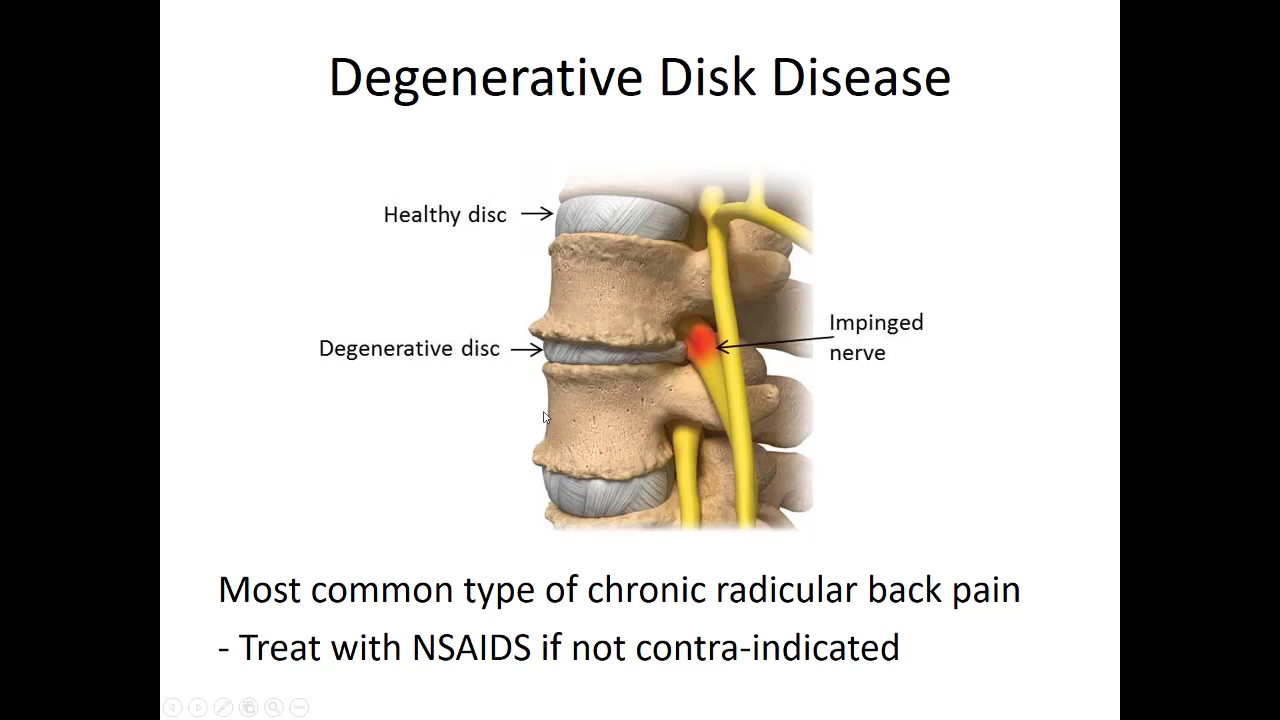 Degenerative Disk Disease
Healthy disc
Degenerative disc
Impinged
nerve
Most common type of chronic radicular back pain
- Treat with NSAIDS if not contra-indicated